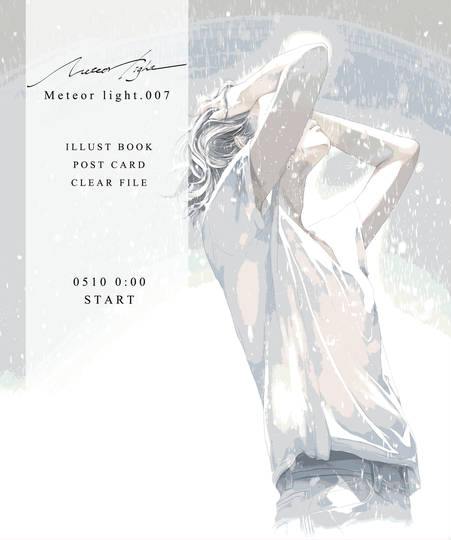 Meteor light
Meteor light.007
ILLUST BOOK
POST CARD
CLEAR FILE
0510 0:00
START